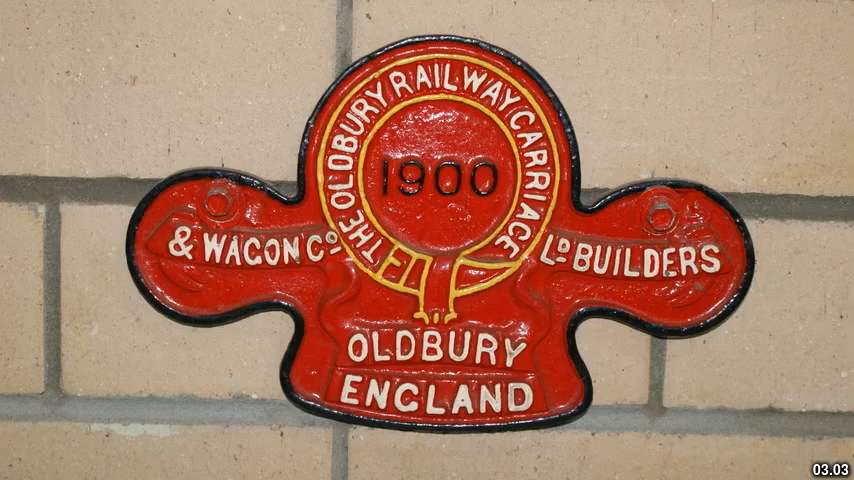 THE OLDBURY RAILWAY CARRIAGE
1900
& WAGON Co.
LD BUILDERS
OLDBURY
ENGLAND
03.03